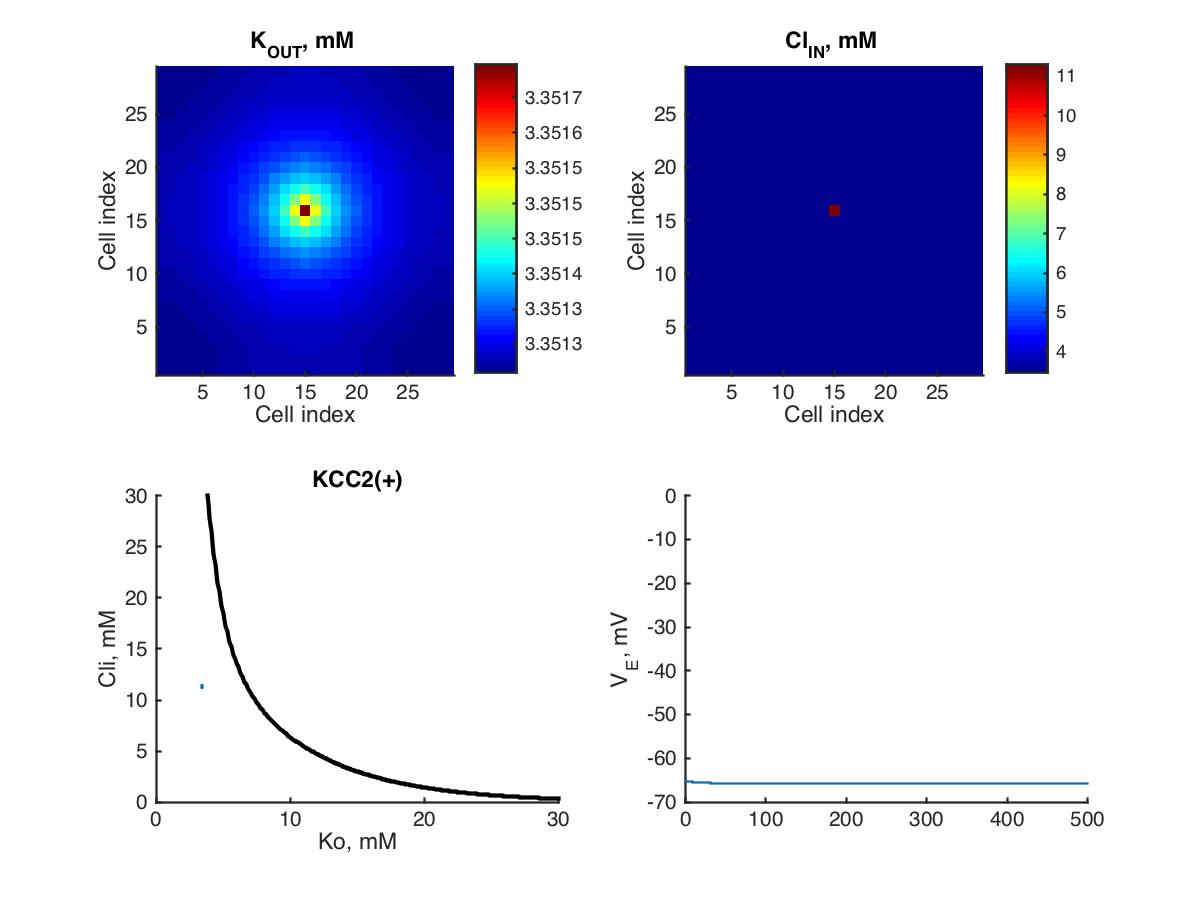 K_OUT, mM
25
20
15
10
5
Cell index
5 10 15 20 25
Cell index
3.3517
3.3516
3.3515
3.3515
3.3515
3.3514
3.3513
3.3513
Cl_IN, mM
25
20
15
10
5
Cell index
5 10 15 20 25
Cell index
11
10
9
8
7
6
5
4
KCC2(+)
30
25
20
15
10
5
0
Cli, mM
0 10 20 30
Ko, mM
0
-10
-20
-30
-40
-50
-60
-70
V_E, mV
0 100 200 300 400 500